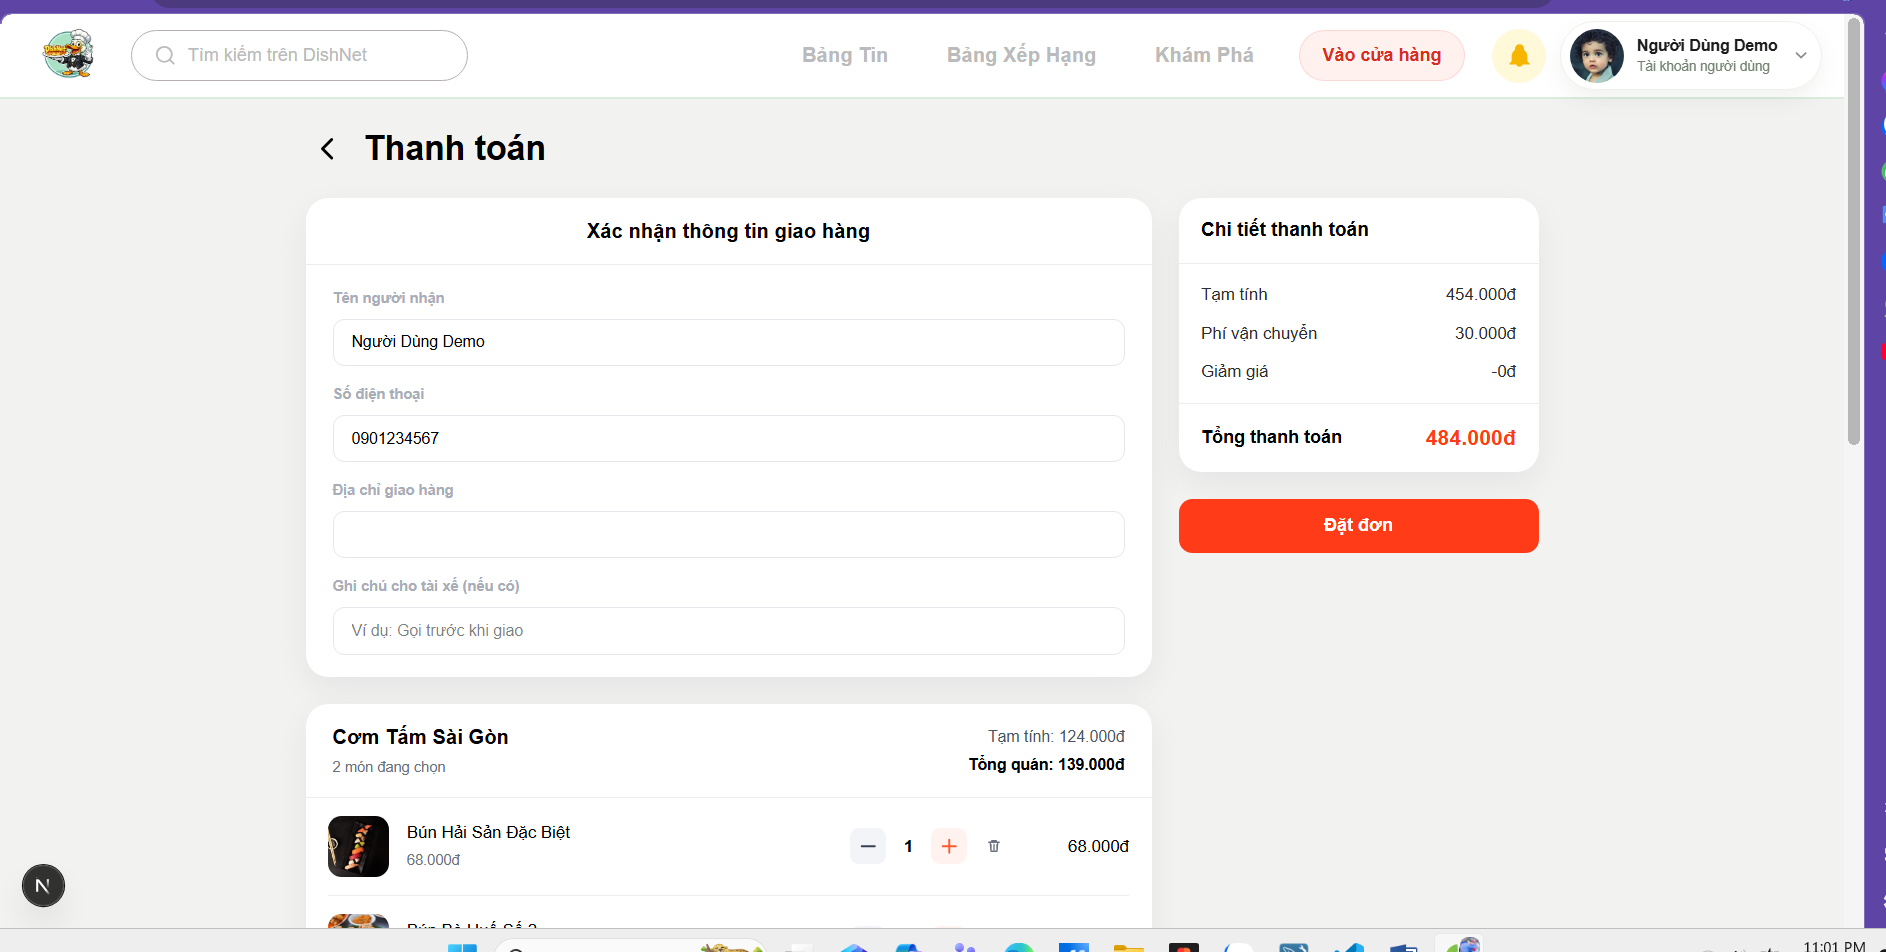 Tìm kiếm trên DishNet
Bảng Tin
Bảng Xếp Hạng
Khám Phá
Vào cửa hàng
Người Dùng Demo
Tài khoản người dùng
Thanh toán
Xác nhận thông tin giao hàng
Tên người nhận
Người Dùng Demo
Số điện thoại
0901234567
Địa chỉ giao hàng
Ghi chú cho tài xế (nếu có)
Ví dụ: Gọi trước khi giao
Chi tiết thanh toán
Tạm tính 454.000đ
Phí vận chuyển 30.000đ
Giảm giá -0đ
Tổng thanh toán 484.000đ
Đặt đơn
Cơm Tấm Sài Gòn
2 món đang chọn
Tạm tính: 124.000đ
Tổng quán: 139.000đ
Bún Hải Sản Đặc Biệt
68.000đ
1
68.000đ
N
11:01 PM